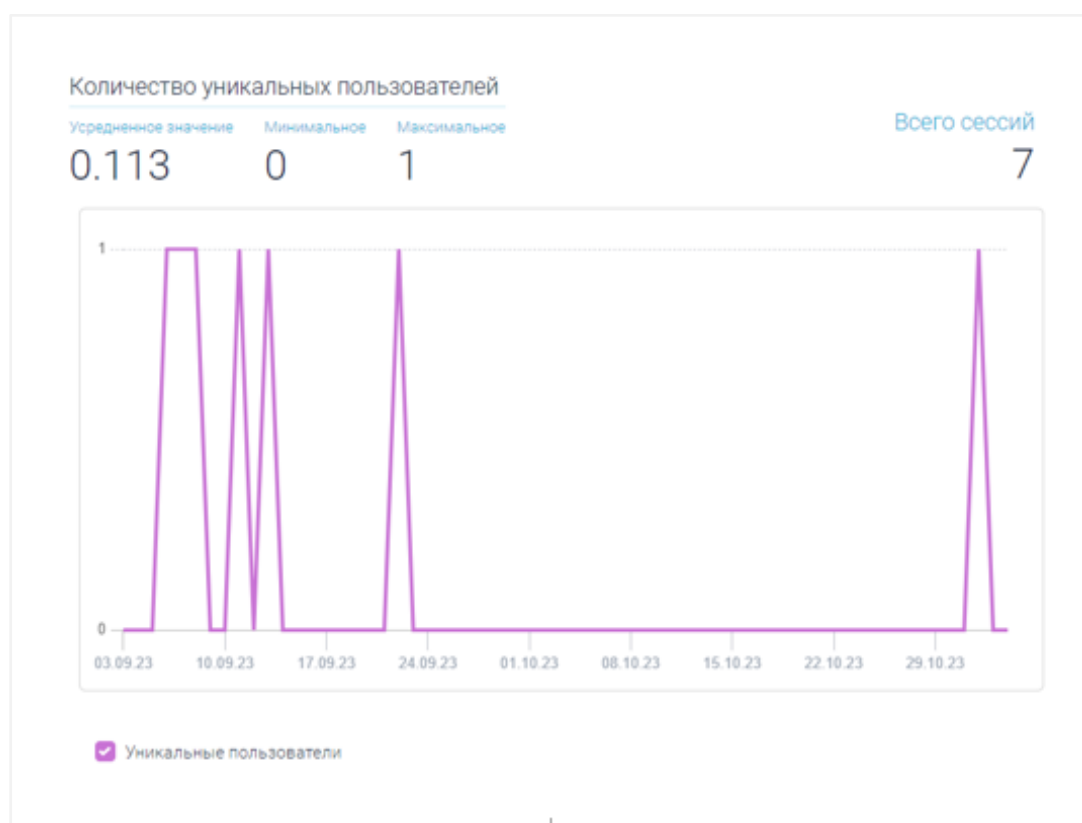 Количество уникальных пользователей
Усредненное значение Минимальное Максимальное
0.113 0 1
Всего сессий
7
1
0
03.09.23 10.09.23 17.09.23 24.09.23 01.10.23 08.10.23 15.10.23 22.10.23 29.10.23
Уникальные пользователи